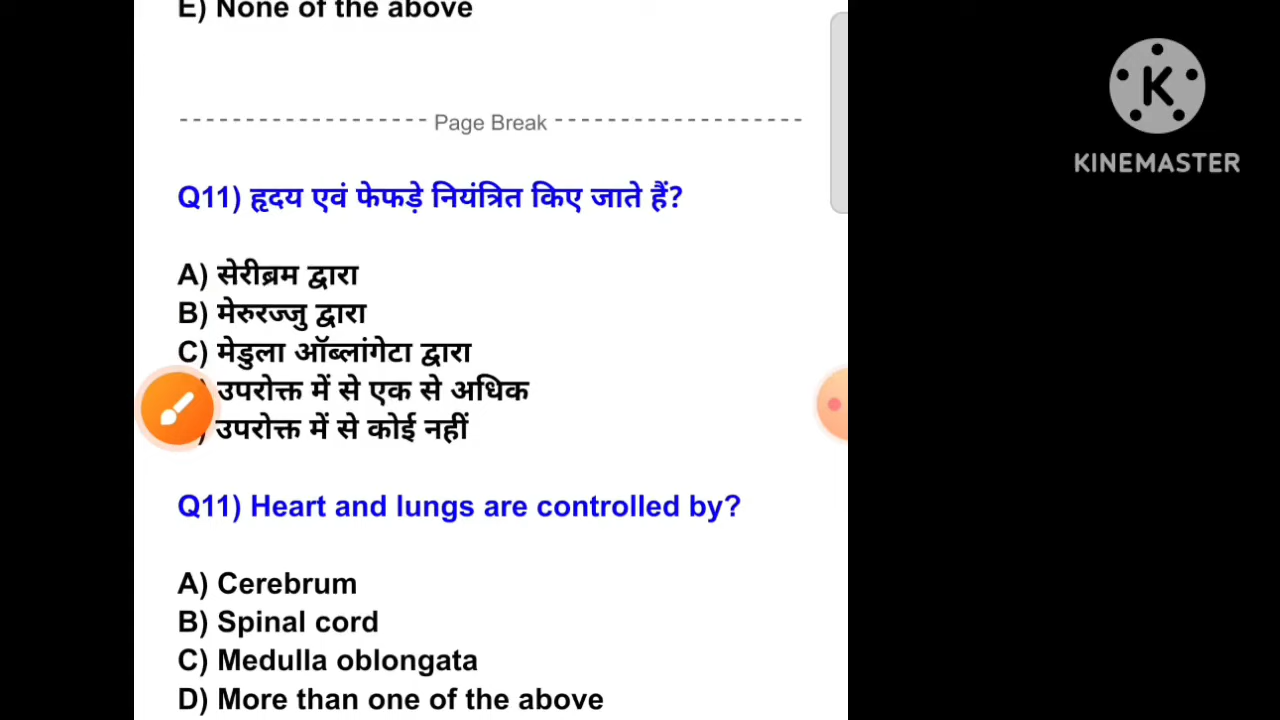 E) None of the above
Page Break
Q11) हृदय एवं फेफड़े नियंत्रित किए जाते हैं?
A) सेरीब्रम द्वारा
B) मेरुरज्जु द्वारा
C) मेडुला ऑब्लांगेटा द्वारा
) उपरोक्त में से एक से अधिक
) उपरोक्त में से कोई नहीं
Q11) Heart and lungs are controlled by?
A) Cerebrum
B) Spinal cord
C) Medulla oblongata
D) More than one of the above
K
KINEMASTER